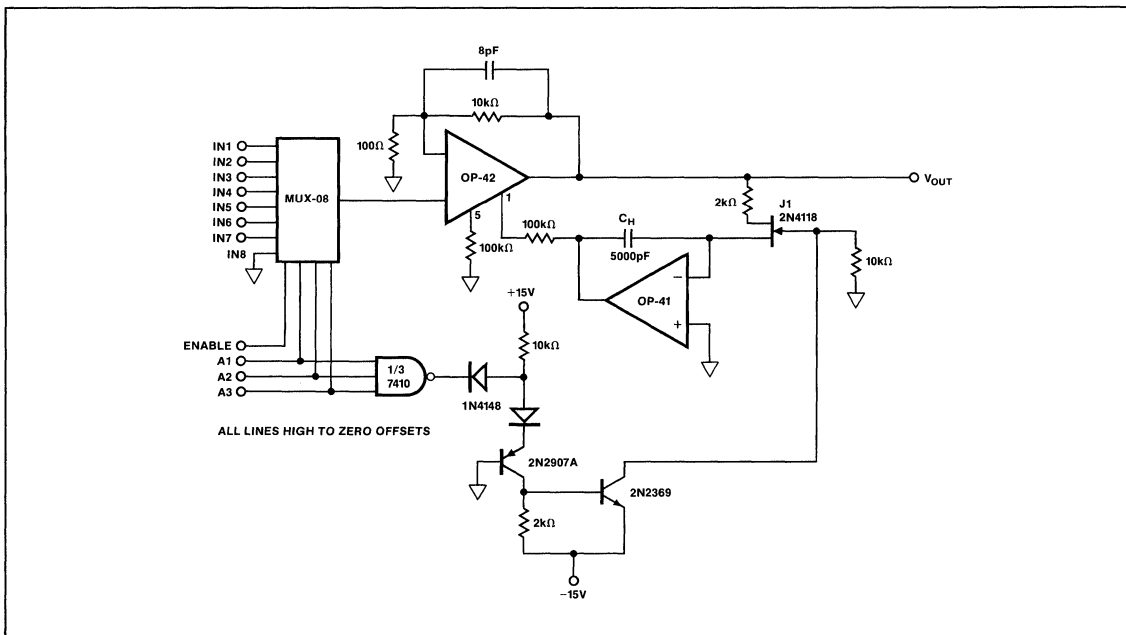 8pF
10kΩ
100Ω
IN1
IN2
IN3
IN4
IN5
IN6
IN7
IN8
MUX-08
OP-42
5
1
100kΩ
100kΩ
CH
5000pF
OP-41
−
+
2kΩ
J1
2N4118
VOUT
10kΩ
+15V
10kΩ
ENABLE
A1
A2
A3
1/3
7410
1N4148
ALL LINES HIGH TO ZERO OFFSETS
2N2907A
2N2369
2kΩ
−15V